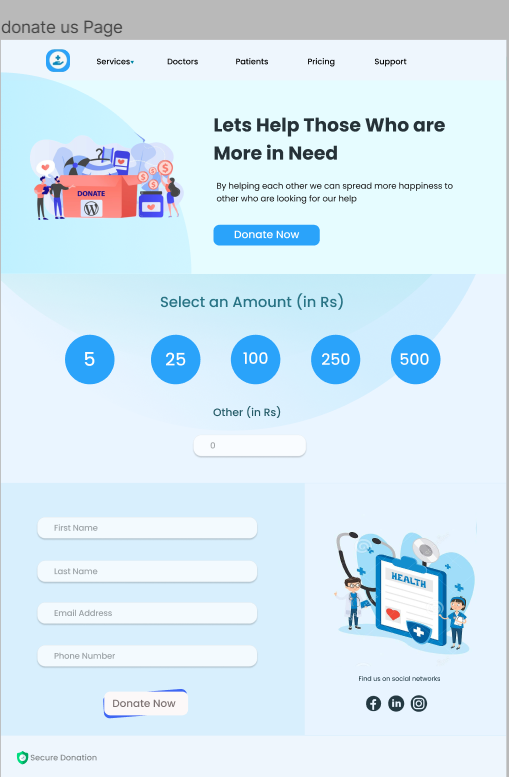 donate us Page
Services
Doctors
Patients
Pricing
Support
Lets Help Those Who are
More in Need
By helping each other we can spread more happiness to
other who are looking for our help
Donate Now
DONATE
Select an Amount (in Rs)
5
25
100
250
500
Other (in Rs)
0
First Name
Last Name
Email Address
Phone Number
Donate Now
HEALTH
Find us on social networks
Secure Donation